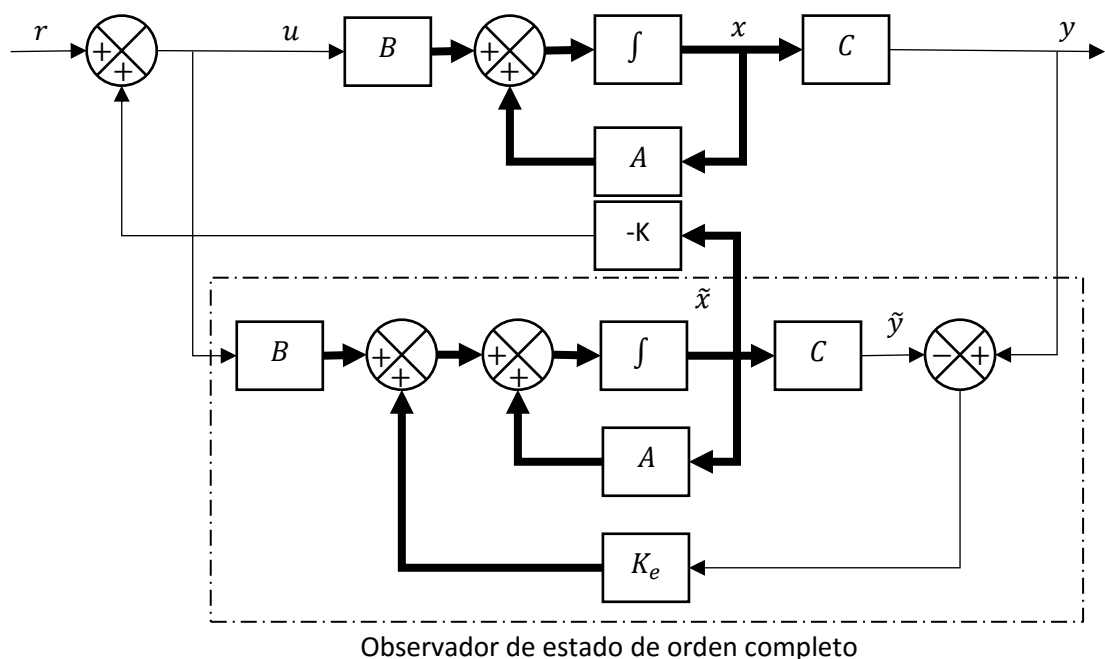 r + + u B + + ∫ x C y
A
-K
x̃
B + + + + ∫ C ỹ - +
A
K_e
Observador de estado de orden completo